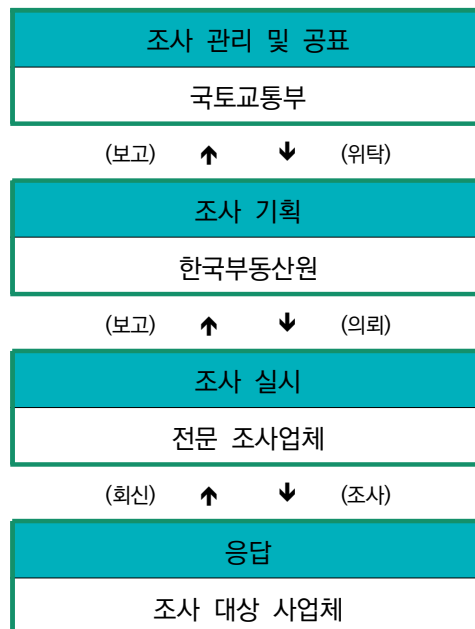 조사 관리 및 공표
국토교통부
(보고) ↑ ↓ (위탁)
조사 기획
한국부동산원
(보고) ↑ ↓ (의뢰)
조사 실시
전문 조사업체
(회신) ↑ ↓ (조사)
응답
조사 대상 사업체